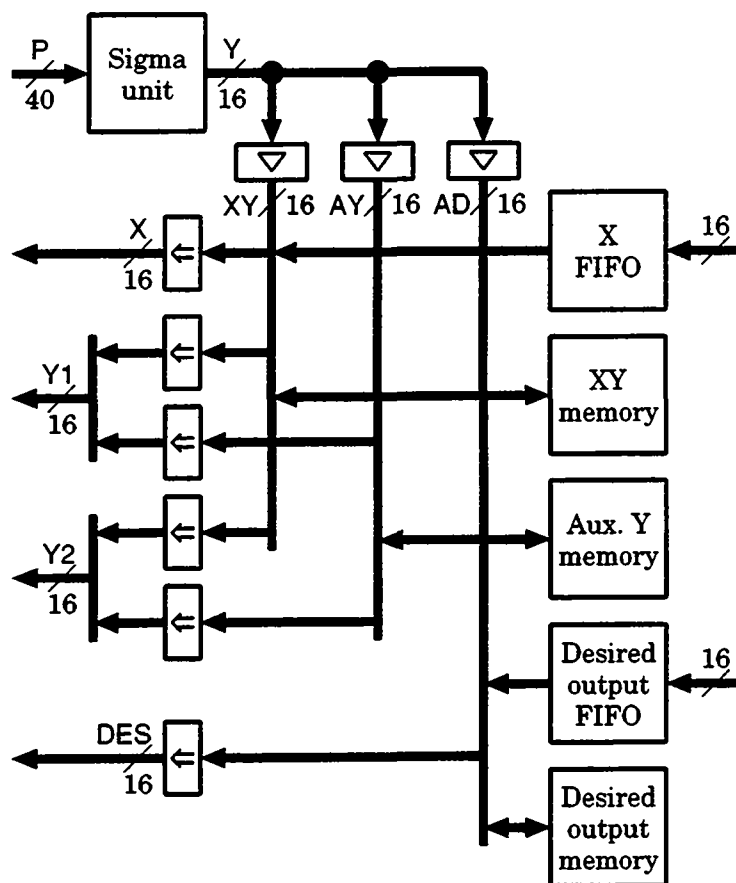 P
40
Sigma
unit
Y
16
XY
16
AY
16
AD
16
X
16
X
FIFO
16
Y1
16
XY
memory
Y2
16
Aux. Y
memory
Desired
output
FIFO
16
DES
16
Desired
output
memory